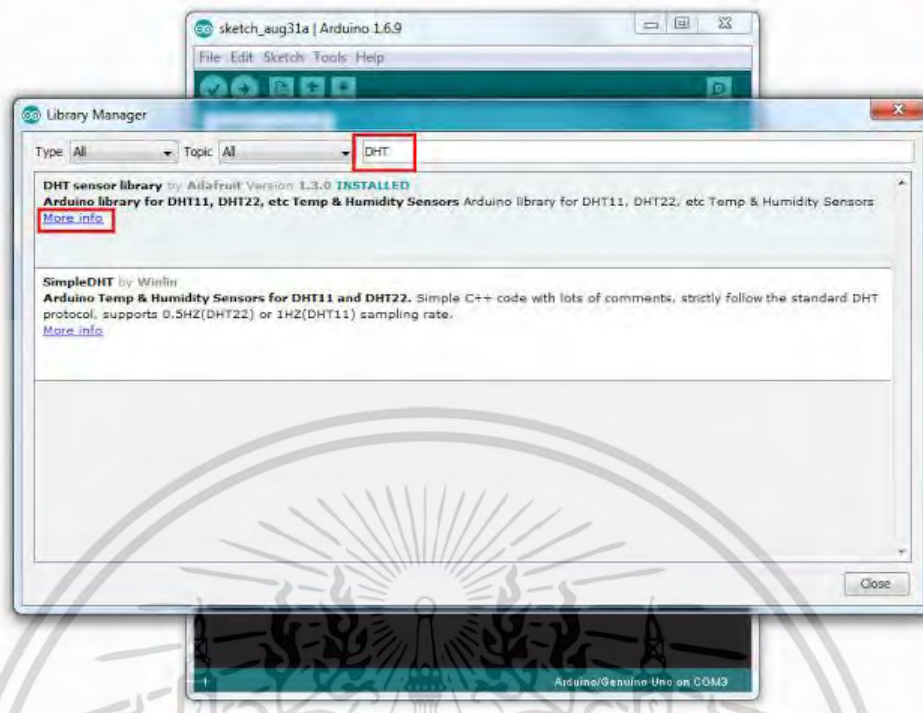 sketch_aug31a | Arduino 1.6.9
File Edit Sketch Tools Help
Library Manager
Type All Topic All DHT
DHT sensor library by Adafruit Version 1.3.0 INSTALLED
Arduino library for DHT11, DHT22, etc Temp & Humidity Sensors Arduino library for DHT11, DHT22, etc Temp & Humidity Sensors
More info
SimpleDHT by Winlin
Arduino Temp & Humidity Sensors for DHT11 and DHT22. Simple C++ code with lots of comments, strictly follow the standard DHT
protocol, supports 0.5HZ(DHT22) or 1HZ(DHT11) sampling rate.
More info
Close
1 Arduino/Genuino Uno on COM3